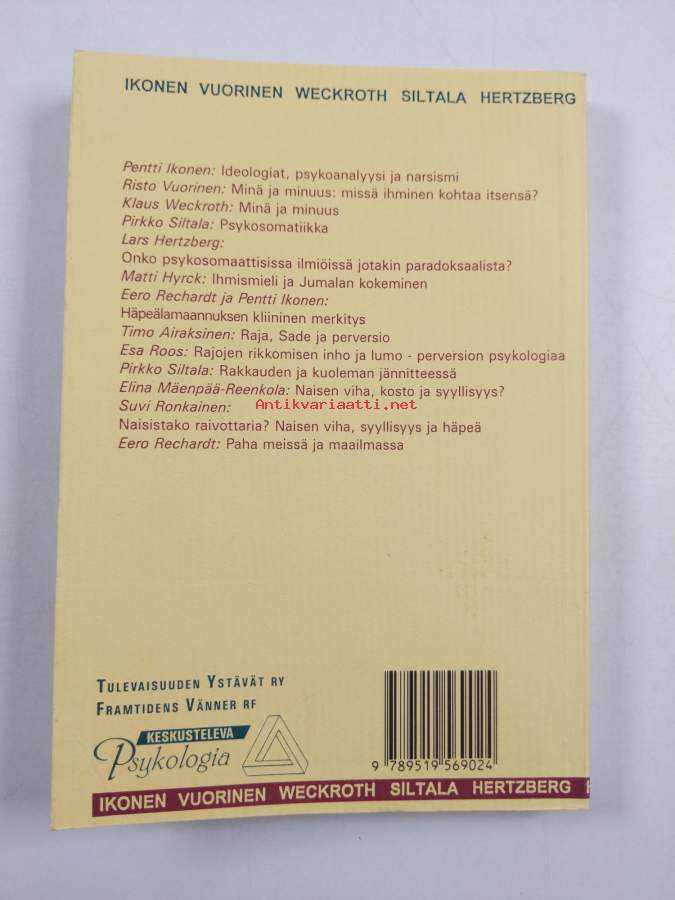 IKONEN VUORINEN WECKROTH SILTALA HERTZBERG
Pentti Ikonen: Ideologiat, psykoanalyysi ja narsismi
Risto Vuorinen: Minä ja minuus: missä ihminen kohtaa itsensä?
Klaus Weckroth: Minä ja minuus
Pirkko Siltala: Psykosomatiikka
Lars Hertzberg:
Onko psykosomaattisissa ilmiöissä jotakin paradoksaalista?
Matti Hyrck: Ihmismieli ja Jumalan kokeminen
Eero Rechardt ja Pentti Ikonen:
Häpeälamaannuksen kliininen merkitys
Timo Airaksinen: Raja, Sade ja perversio
Esa Roos: Rajojen rikkomisen inho ja lumo - perversion psykologiaa
Pirkko Siltala: Rakkauden ja kuoleman jännitteessä
Elina Mäenpää-Reenkola: Naisen viha, kosto ja syyllisyys?
Suvi Ronkainen:
Antikvariaatti.net
Naisistako raivottaria? Naisen viha, syyllisyys ja häpeä
Eero Rechardt: Paha meissä ja maailmassa
TULEVAISUUDEN YSTÄVÄT RY
FRAMTIDENS VÄNNER RF
KESKUSTELEVA
Psykologia
9 789519 569024
IKONEN VUORINEN WECKROTH SILTALA HERTZBERG